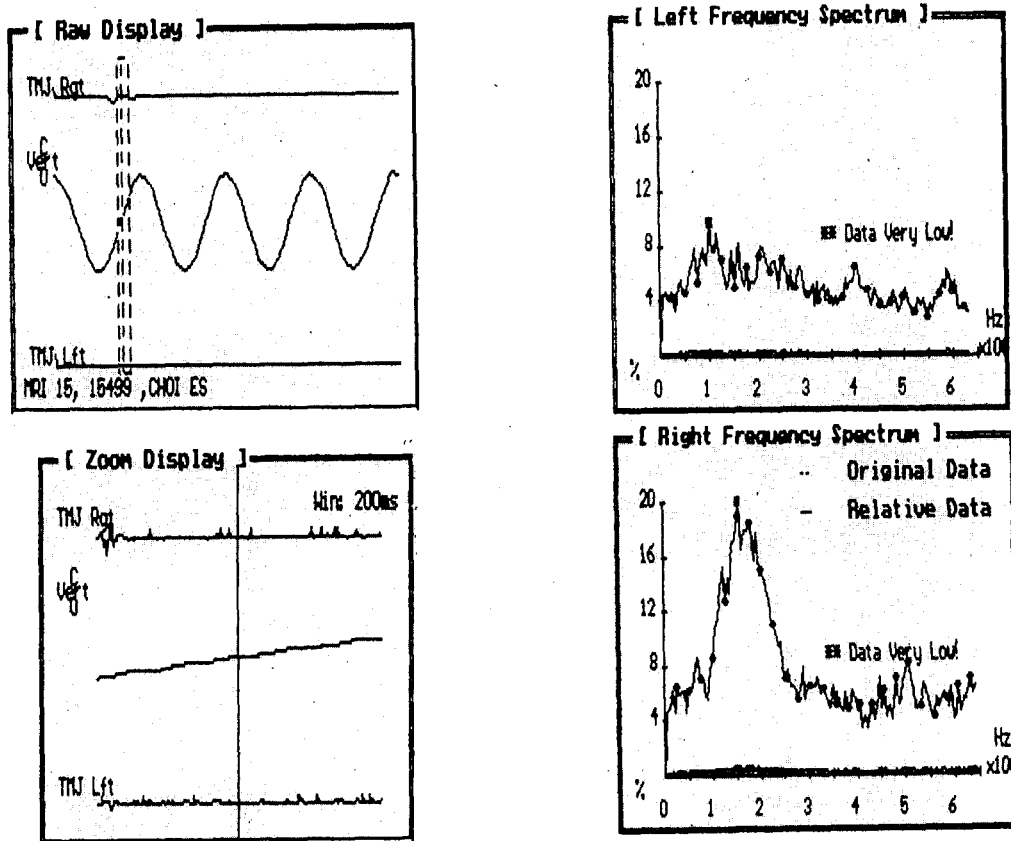 [ Raw Display ]
TMJ Rgt
Vert
TMJ Lft
MRI 15, 15499 ,CHOI ES
[ Left Frequency Spectrum ]
20
16
12
8
4
** Data Very Low!
Hz
x100
%
0 1 2 3 4 5 6
[ Zoom Display ]
Win: 200ms
TMJ Rgt
Vert
TMJ Lft
[ Right Frequency Spectrum ]
.. Original Data
— Relative Data
20
16
12
8
4
** Data Very Low!
Hz
x100
%
0 1 2 3 4 5 6